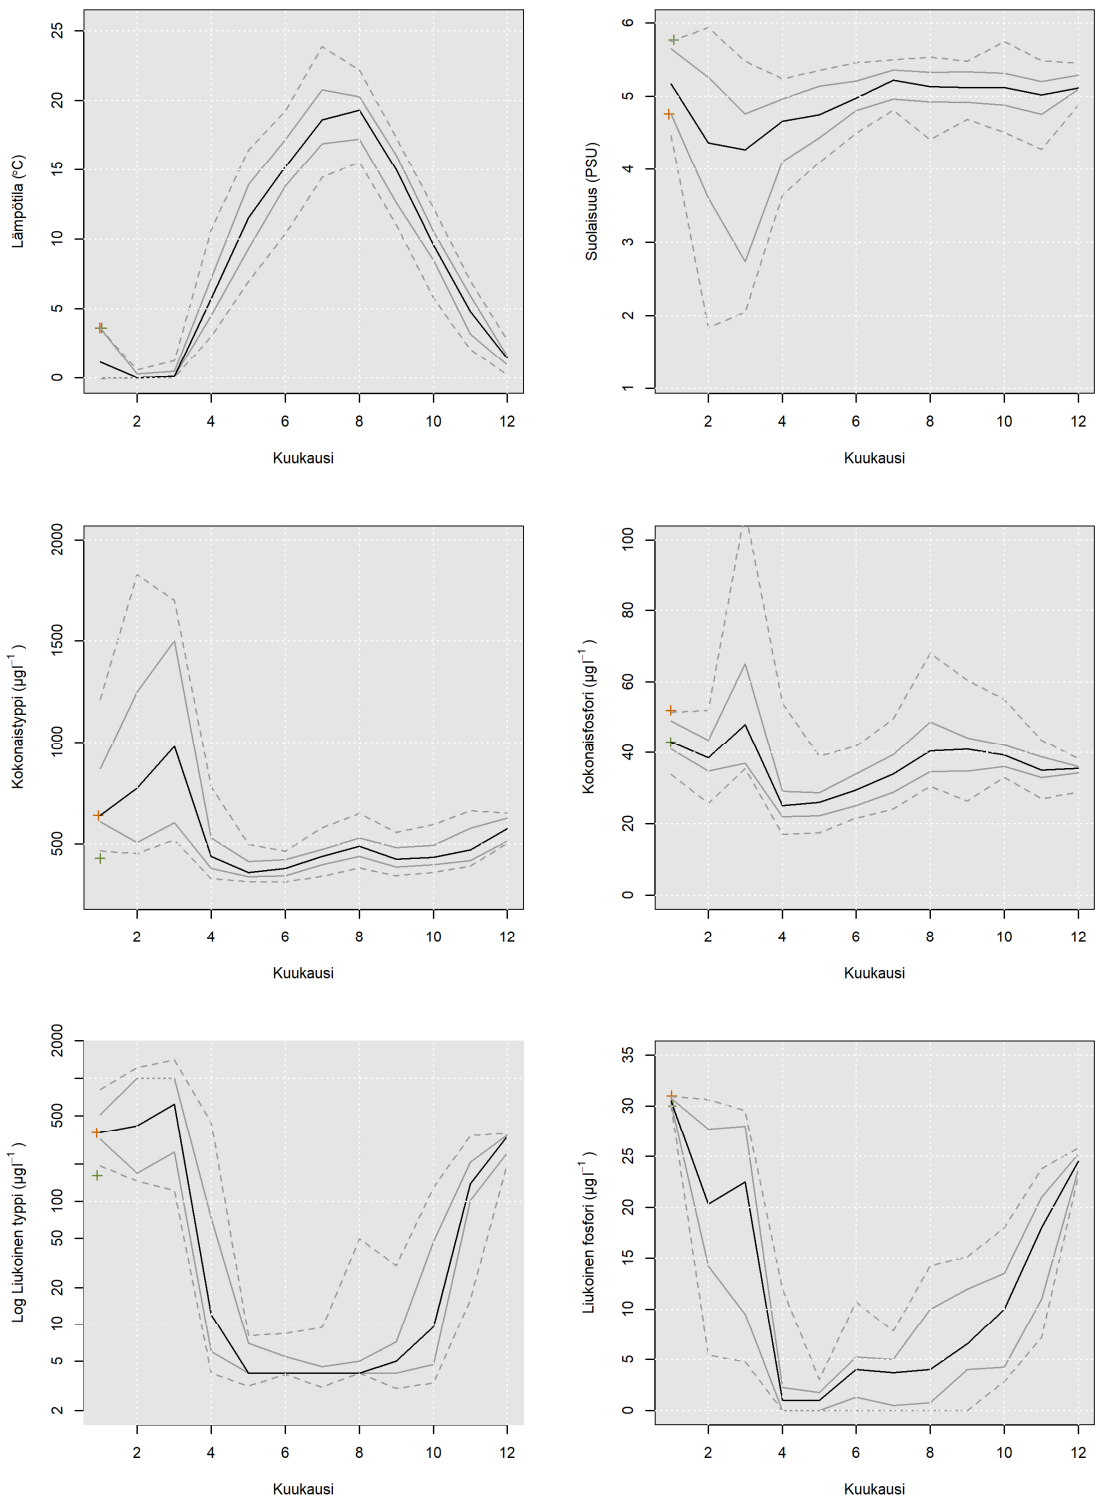 Lämpötila (°C)
25
20
15
10
5
0
2 4 6 8 10 12
Kuukausi
Suolaisuus (PSU)
6
5
4
3
2
1
2 4 6 8 10 12
Kuukausi
Kokonaistyppi (µgl⁻¹ )
2000
1500
1000
500
2 4 6 8 10 12
Kuukausi
Kokonaisfosfori (µgl⁻¹ )
100
80
60
40
20
0
2 4 6 8 10 12
Kuukausi
Log Liukoinen typpi (µgl⁻¹ )
2000
500
100
50
20
10
5
2
2 4 6 8 10 12
Kuukausi
Liukoinen fosfori (µgl⁻¹ )
35
30
25
20
15
10
5
0
2 4 6 8 10 12
Kuukausi